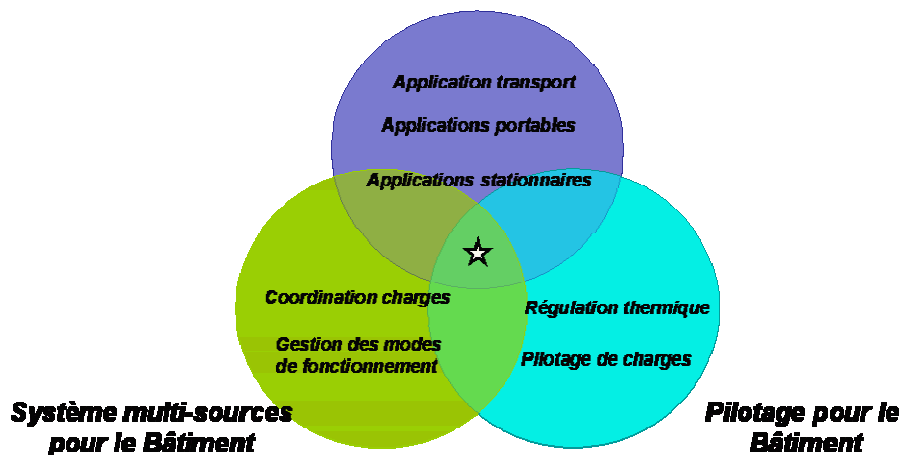 Application transport
Applications portables
Applications stationnaires
Coordination charges
Régulation thermique
Gestion des modes
de fonctionnement
Pilotage de charges
Système multi-sources
pour le Bâtiment
Pilotage pour le
Bâtiment